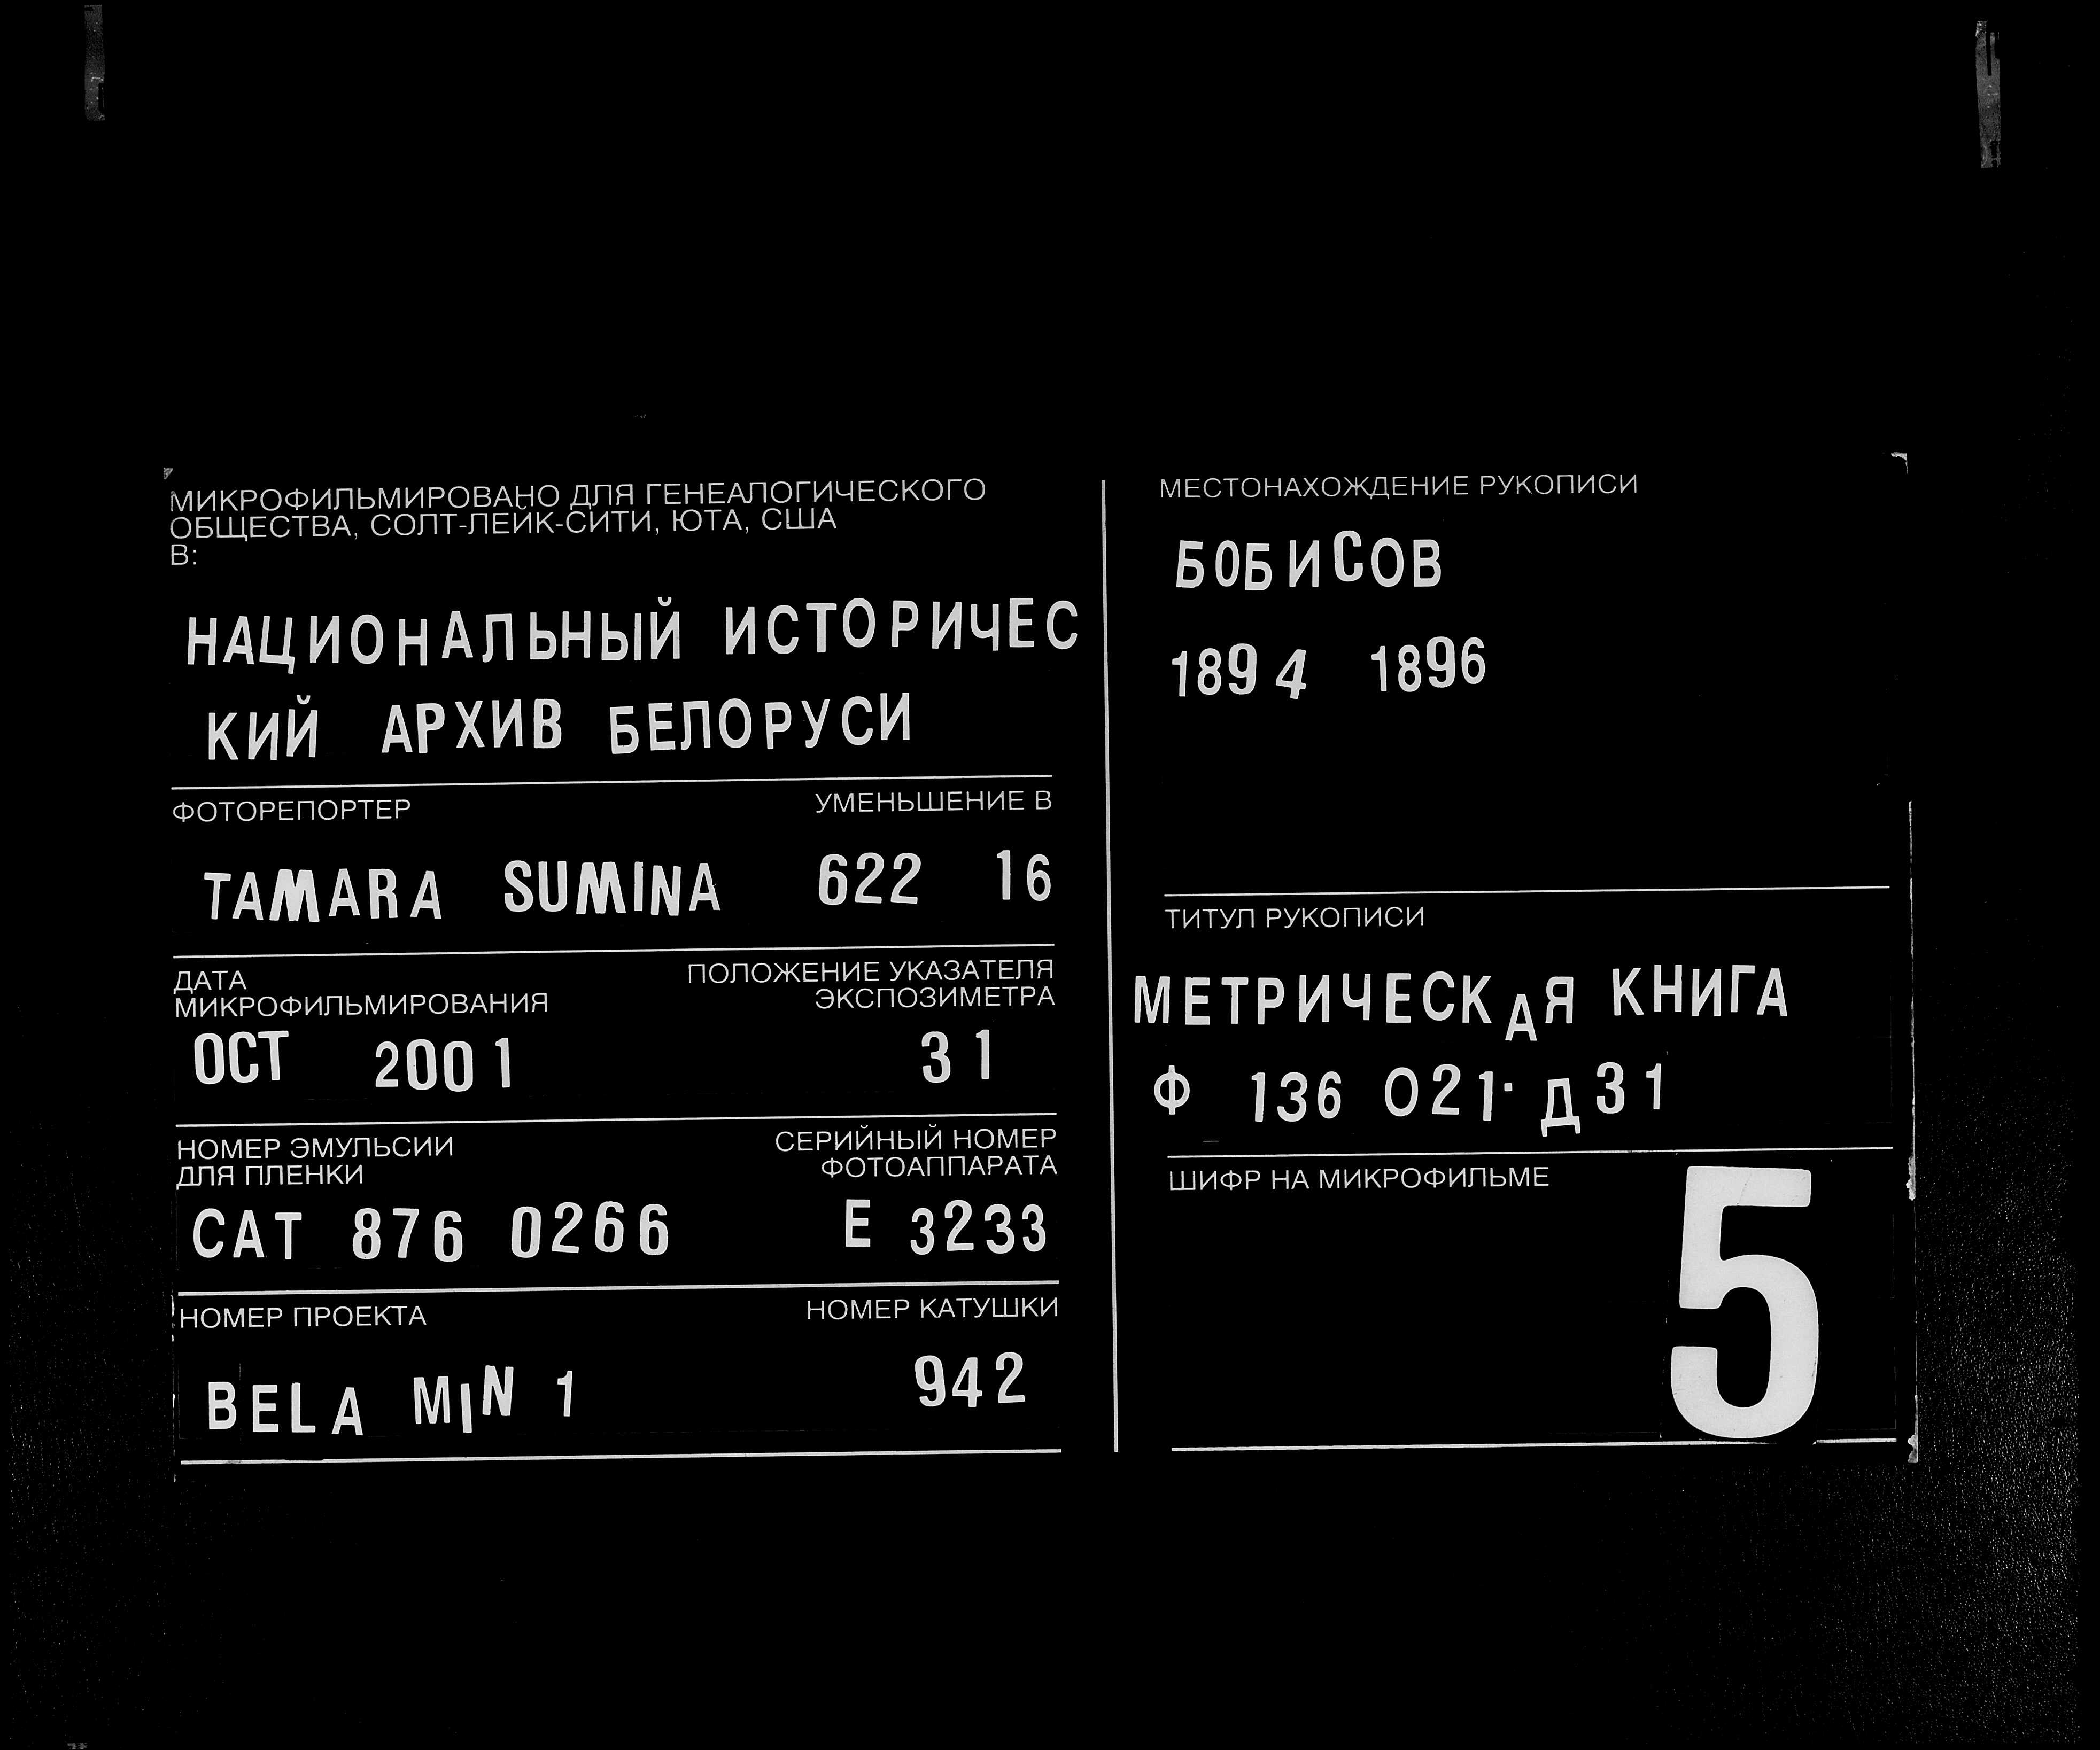 МИКРОФИЛЬМИРОВАНО ДЛЯ ГЕНЕАЛОГИЧЕСКОГО
ОБЩЕСТВА, СОЛТ-ЛЕЙК-СИТИ, ЮТА, США
В:
НАЦИОНАЛЬНЫЙ ИСТОРИЧЕС
КИЙ АРХИВ БЕЛОРУСИ
ФОТОРЕПОРТЕР УМЕНЬШЕНИЕ В
TAMARA SUMINA 622 16
ДАТА
МИКРОФИЛЬМИРОВАНИЯ
ПОЛОЖЕНИЕ УКАЗАТЕЛЯ
ЭКСПОЗИМЕТРА
OCT 2001 31
НОМЕР ЭМУЛЬСИИ
ДЛЯ ПЛЕНКИ
СЕРИЙНЫЙ НОМЕР
ФОТОАППАРАТА
CAT 876 0266 E 3233
НОМЕР ПРОЕКТА НОМЕР КАТУШКИ
BELA MIN 1 942
МЕСТОНАХОЖДЕНИЕ РУКОПИСИ
БОБИСОВ
1894 1896
ТИТУЛ РУКОПИСИ
МЕТРИЧЕСКАЯ КНИГА
Ф 136 О21· Д31
ШИФР НА МИКРОФИЛЬМЕ
5